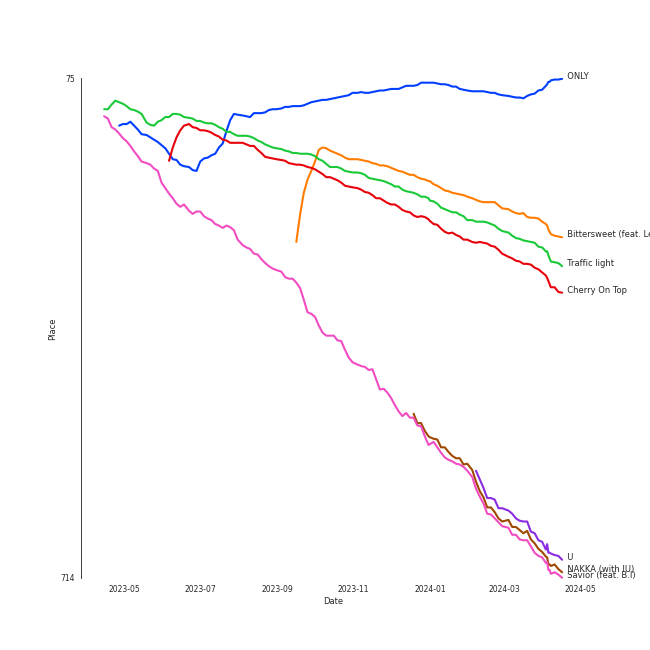 75
ONLY
Bittersweet (feat. Le
Traffic light
Cherry On Top
Place
U
NAKKA (with IU)
Savior (feat. B.I)
714
2023-05 2023-07 2023-09 2023-11 2024-01 2024-03 2024-05
Date